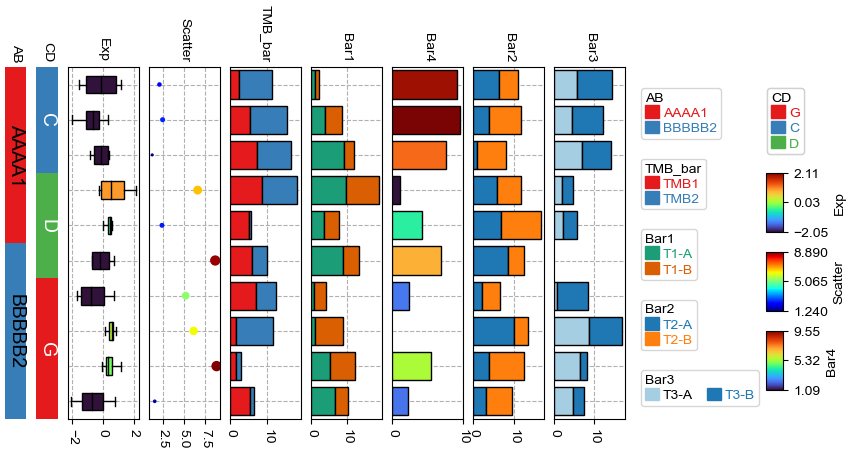 AB
CD
Exp
Scatter
TMB_bar
Bar1
Bar4
Bar2
Bar3
AAAA1
BBBBB2
C
D
G
−2
0
2
2.5
5.0
7.5
0
10
0
10
0
10
0
10
0
10
AB
AAAA1
BBBBB2
TMB_bar
TMB1
TMB2
Bar1
T1-A
T1-B
Bar2
T2-A
T2-B
Bar3
T3-A
T3-B
CD
G
C
D
2.11
0.03
−2.05
Exp
8.890
5.065
1.240
Scatter
9.55
5.32
1.09
Bar4